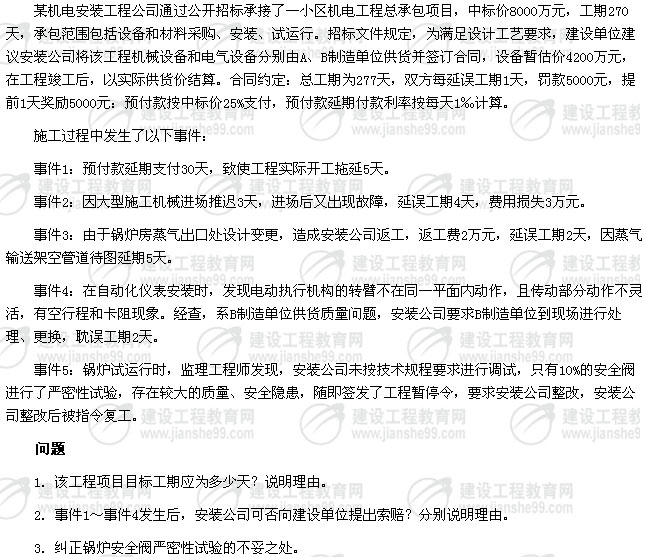 某机电安装工程公司通过公开招标承接了一小区机电工程总承包项目，中标价8000万元，工期270
天，承包范围包括设备和材料采购、安装、试运行。招标文件规定，为满足设计工艺要求，建设单位建
议安装公司将该工程机械设备和电气设备分别由A、B制造单位供货并签订合同，设备暂估价4200万元，
在工程竣工后，以实际供货价结算。合同约定：总工期为277天，双方每延误工期1天，罚款5000元，提
前1天奖励5000元：预付款按中标价25%支付，预付款延期付款利率按每天1‰计算。
施工过程中发生了以下事件：
事件1：预付款延期支付30天，致使工程实际开工拖延5天。
事件2：因大型施工机械进场推迟3天，进场后又出现故障，延误工期4天，费用损失3万元。
事件3：由于锅炉房蒸气出口处设计变更，造成安装公司返工，返工费2万元，延误工期2天，因蒸气
输送架空管道待图延期5天。
事件4：在自动化仪表安装时，发现电动执行机构的转臂不在同一平面内动作，且传动部分动作不灵
活，有空行程和卡阻现象。经查，系B制造单位供货质量问题，安装公司要求B制造单位到现场进行处
理、更换，耽误工期2天。
事件5：锅炉试运行时，监理工程师发现，安装公司未按技术规程要求进行调试，只有10%的安全阀
进行了严密性试验，存在较大的质量、安全隐患，随即签发了工程暂停令，要求安装公司整改，安装公
司整改后被指令复工。
问题
1. 该工程项目目标工期应为多少天？说明理由。
2. 事件1～事件4发生后，安装公司可否向建设单位提出索赔？分别说明理由。
3. 纠正锅炉安全阀严密性试验的不妥之处。
建设工程教育网
www.jianshe99.com